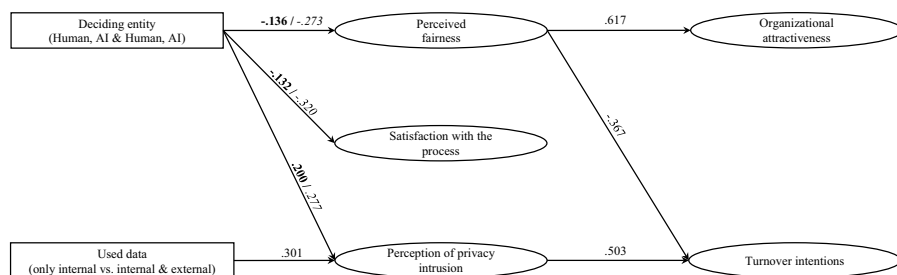 Deciding entity
(Human, AI & Human, AI)
-.136 / -.273
Perceived
fairness
.617
Organizational
attractiveness
-.132 / -.320
-.367
Satisfaction with the
process
.200 / .277
Used data
(only internal vs. internal & external)
.301
Perception of privacy
intrusion
.503
Turnover intentions